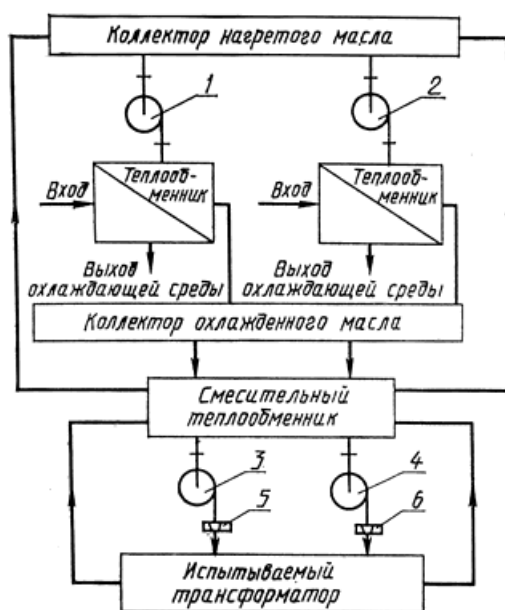 Коллектор нагретого масла
1
2
Теплооб-
менник
Теплооб-
менник
Вход
Вход
Выход
охлаждающей среды
Выход
охлаждающей среды
Коллектор охлажденного масла
Смесительный
теплообменник
3
4
5
6
Испытываемый
трансформатор